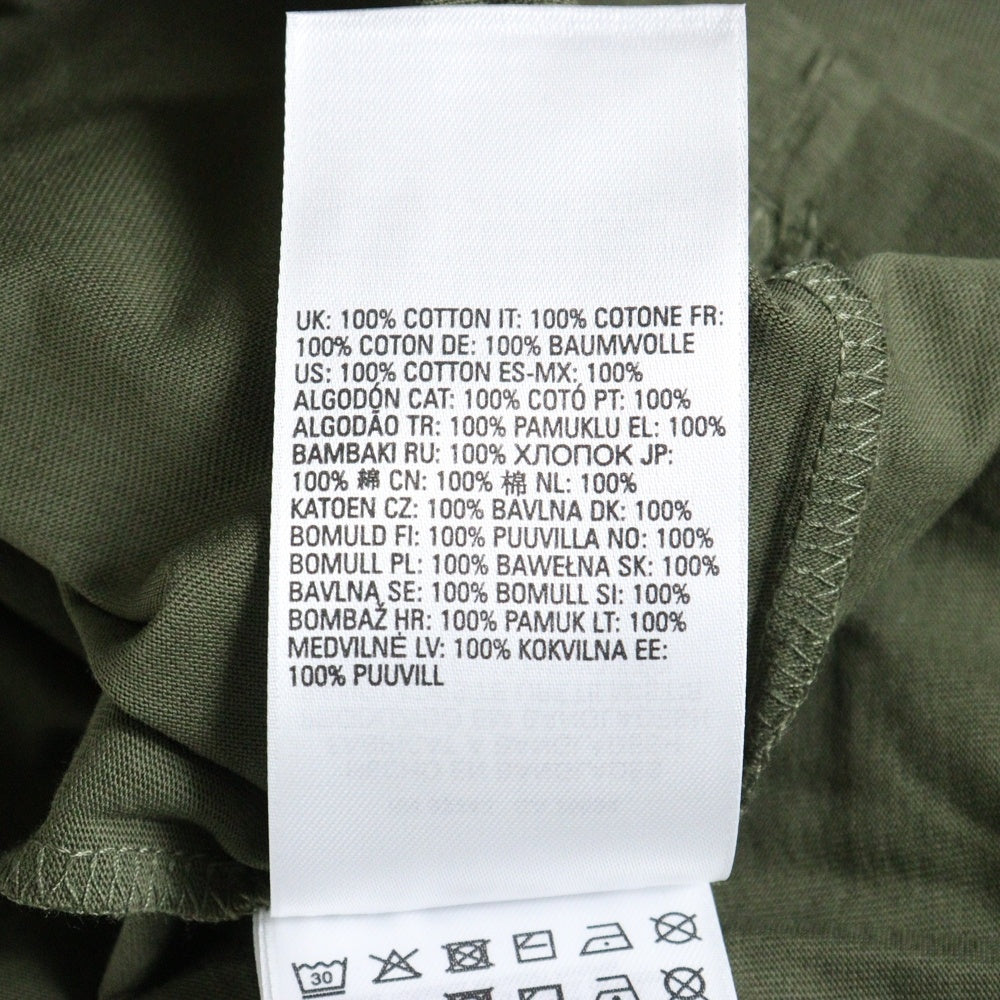 UK: 100% COTTON IT: 100% COTONE FR:
100% COTON DE: 100% BAUMWOLLE
US: 100% COTTON ES-MX: 100%
ALGODÓN CAT: 100% COTÓ PT: 100%
ALGODÃO TR: 100% PAMUKLU EL: 100%
ΒΑΜΒΑΚΙ RU: 100% ХЛОПОК JP:
100% 綿 CN: 100% 棉 NL: 100%
KATOEN CZ: 100% BAVLNA DK: 100%
BOMULD FI: 100% PUUVILLA NO: 100%
BOMULL PL: 100% BAWEŁNA SK: 100%
BAVLNA SE: 100% BOMULL SI: 100%
BOMBAŽ HR: 100% PAMUK LT: 100%
MEDVILNĖ LV: 100% KOKVILNA EE:
100% PUUVILL
30